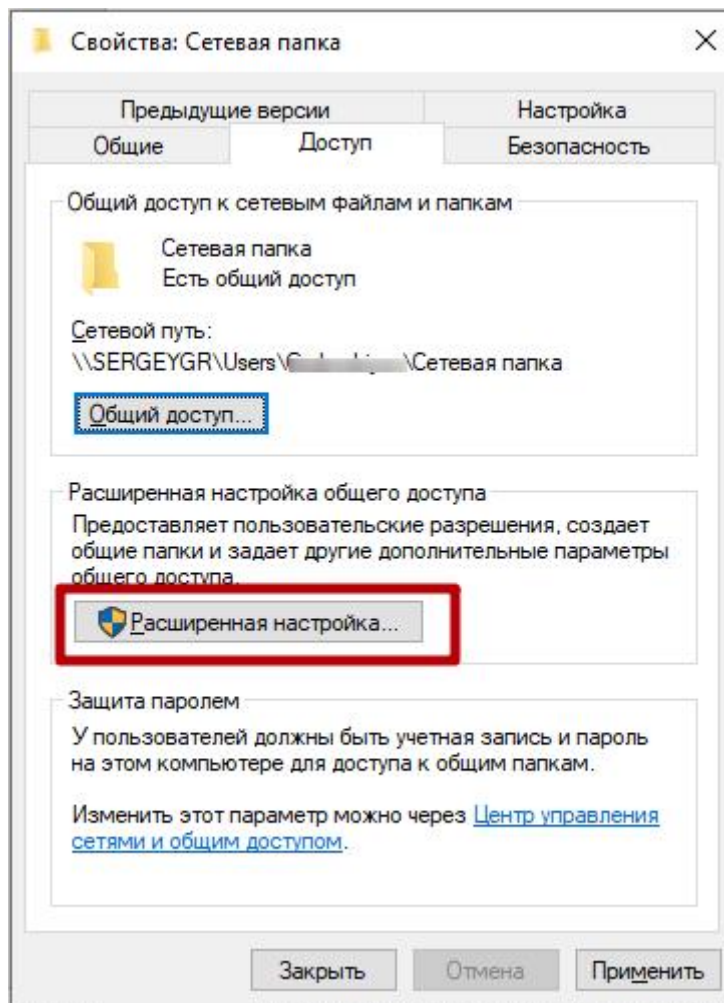 Свойства: Сетевая папка
Предыдущие версии Настройка
Общие Доступ Безопасность
Общий доступ к сетевым файлам и папкам
Сетевая папка
Есть общий доступ
Сетевой путь:
\\SERGEYGR\Users\ \Сетевая папка
Общий доступ...
Расширенная настройка общего доступа
Предоставляет пользовательские разрешения, создает
общие папки и задает другие дополнительные параметры
общего доступа.
Расширенная настройка...
Защита паролем
У пользователей должны быть учетная запись и пароль
на этом компьютере для доступа к общим папкам.
Изменить этот параметр можно через Центр управления
сетями и общим доступом.
Закрыть Отмена Применить